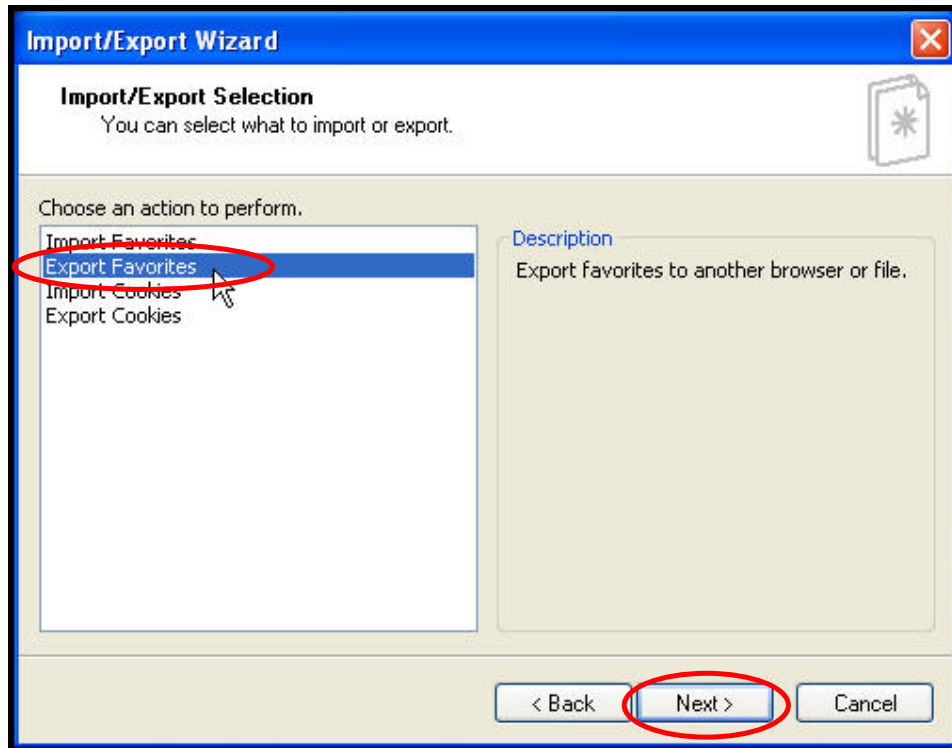 Import/Export Wizard
Import/Export Selection
You can select what to import or export.
Choose an action to perform.
Import Favorites
Export Favorites
Import Cookies
Export Cookies
Description
Export favorites to another browser or file.
< Back
Next >
Cancel